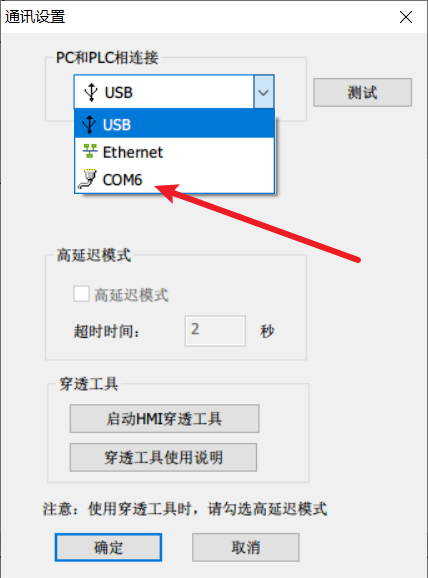 通讯设置
PC和PLC相连接
USB
测试
USB
Ethernet
COM6
高延迟模式
高延迟模式
超时时间： 2 秒
穿透工具
启动HMI穿透工具
穿透工具使用说明
注意：使用穿透工具时，请勾选高延迟模式
确定 取消